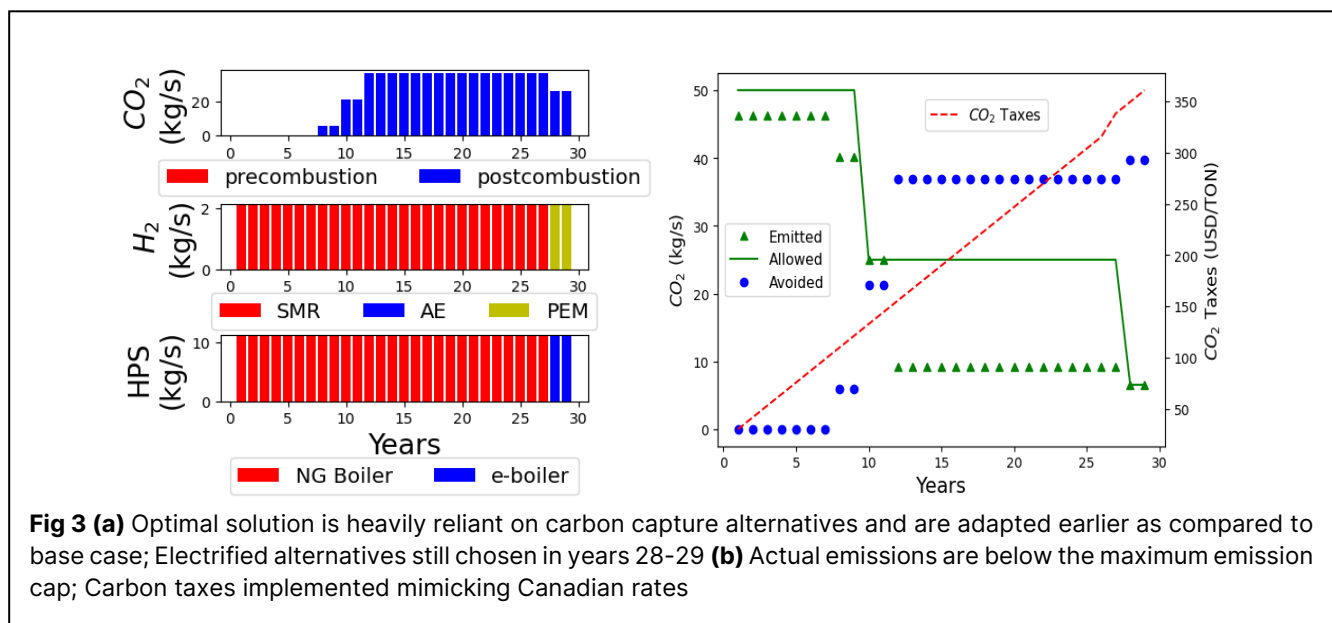 CO₂
(kg/s)
20
0
0 5 10 15 20 25 30
precombustion postcombustion
H₂
(kg/s)
2
0
0 5 10 15 20 25 30
SMR AE PEM
HPS
(kg/s)
10
0
0 5 10 15 20 25 30
Years
NG Boiler e-boiler
CO₂ (kg/s)
50
40
30
20
10
0
CO₂ Taxes
Emitted
Allowed
Avoided
350
300
250
200
150
100
50
CO₂ Taxes (USD/TON)
0 5 10 15 20 25 30
Years
Fig 3 (a) Optimal solution is heavily reliant on carbon capture alternatives and are adapted earlier as compared to
base case; Electrified alternatives still chosen in years 28-29 (b) Actual emissions are below the maximum emission
cap; Carbon taxes implemented mimicking Canadian rates